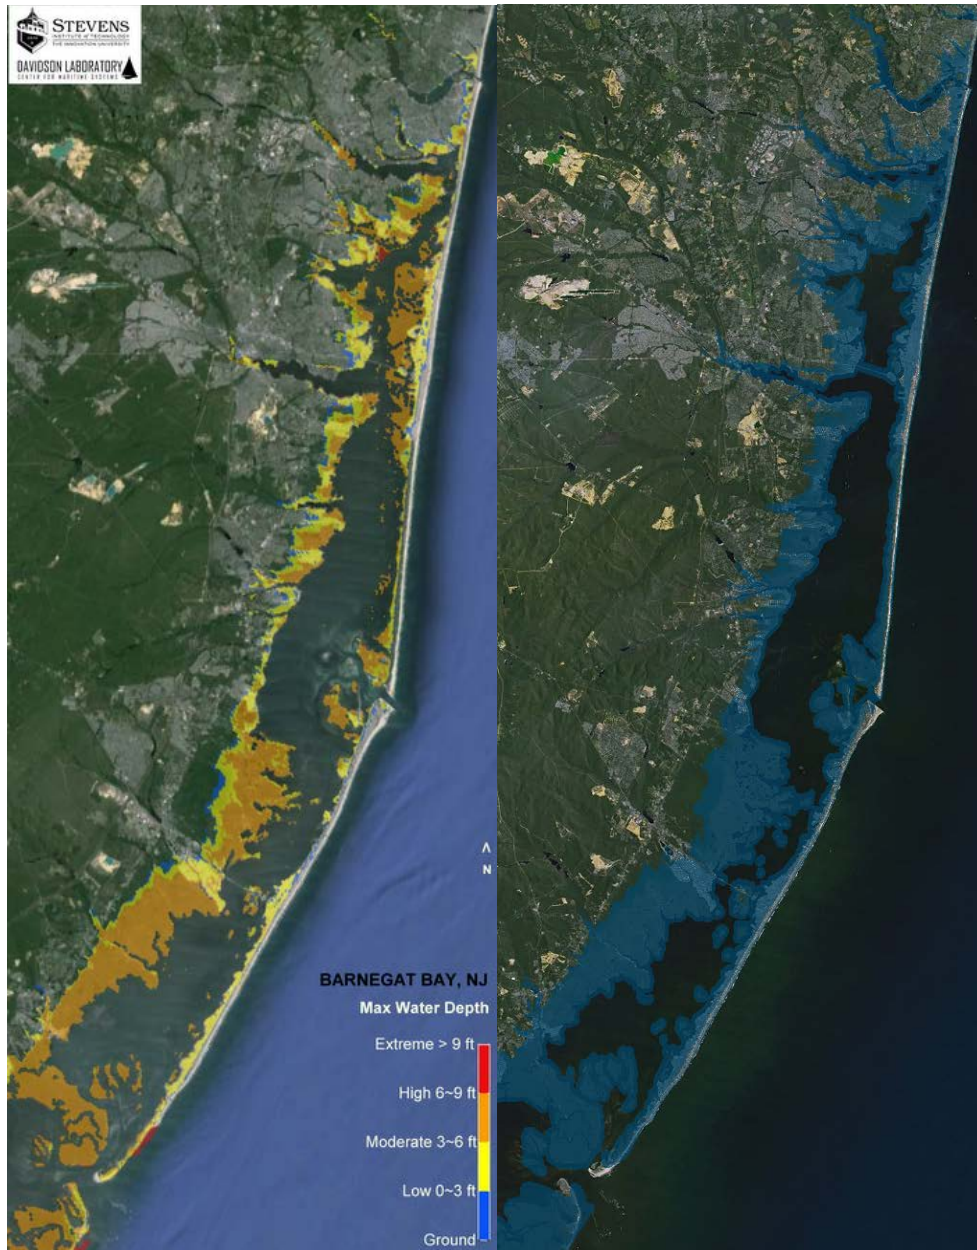 STEVENS
INSTITUTE of TECHNOLOGY
THE INNOVATION UNIVERSITY
DAVIDSON LABORATORY
CENTER FOR MARITIME SYSTEMS
N
BARNEGAT BAY, NJ
Max Water Depth
Extreme > 9 ft
High 6~9 ft
Moderate 3~6 ft
Low 0~3 ft
Ground